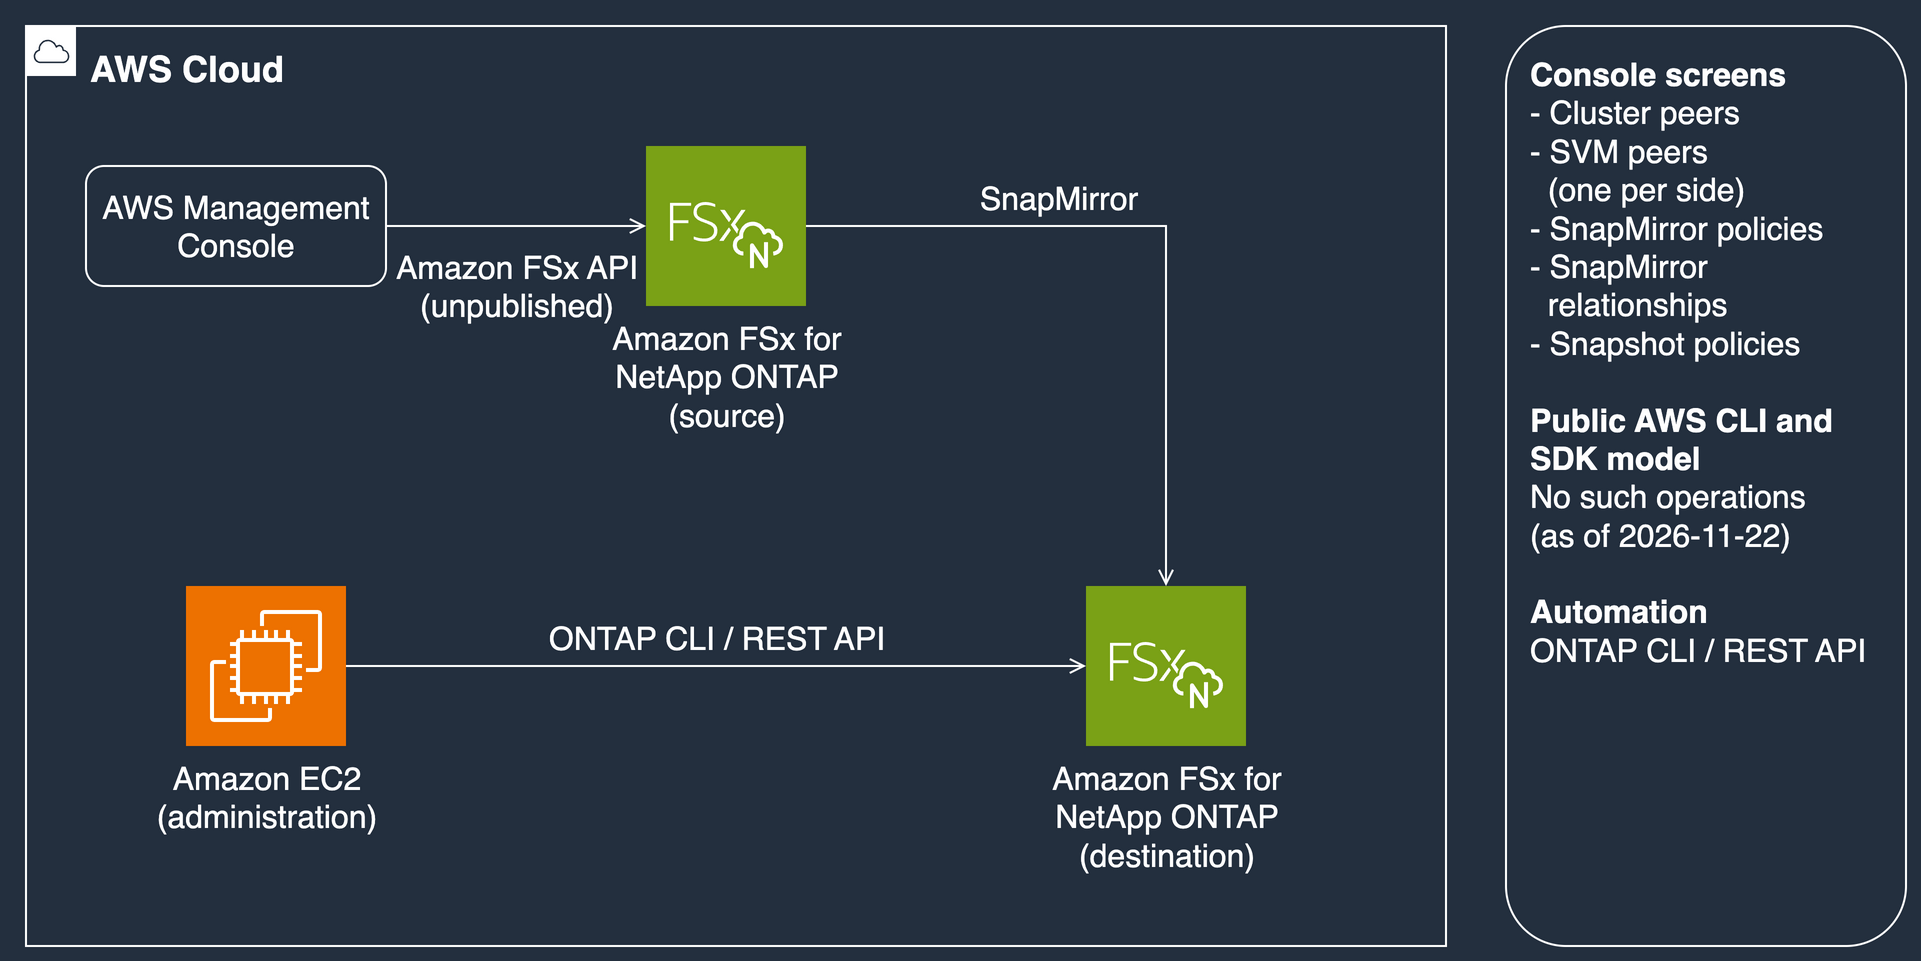 AWS Cloud
AWS Management
Console
Amazon FSx API
(unpublished)
FSx
N
Amazon FSx for
NetApp ONTAP
(source)
SnapMirror
Amazon EC2
(administration)
ONTAP CLI / REST API
FSx
N
Amazon FSx for
NetApp ONTAP
(destination)
Console screens
- Cluster peers
- SVM peers
(one per side)
- SnapMirror policies
- SnapMirror
relationships
- Snapshot policies
Public AWS CLI and
SDK model
No such operations
(as of 2026-11-22)
Automation
ONTAP CLI / REST API